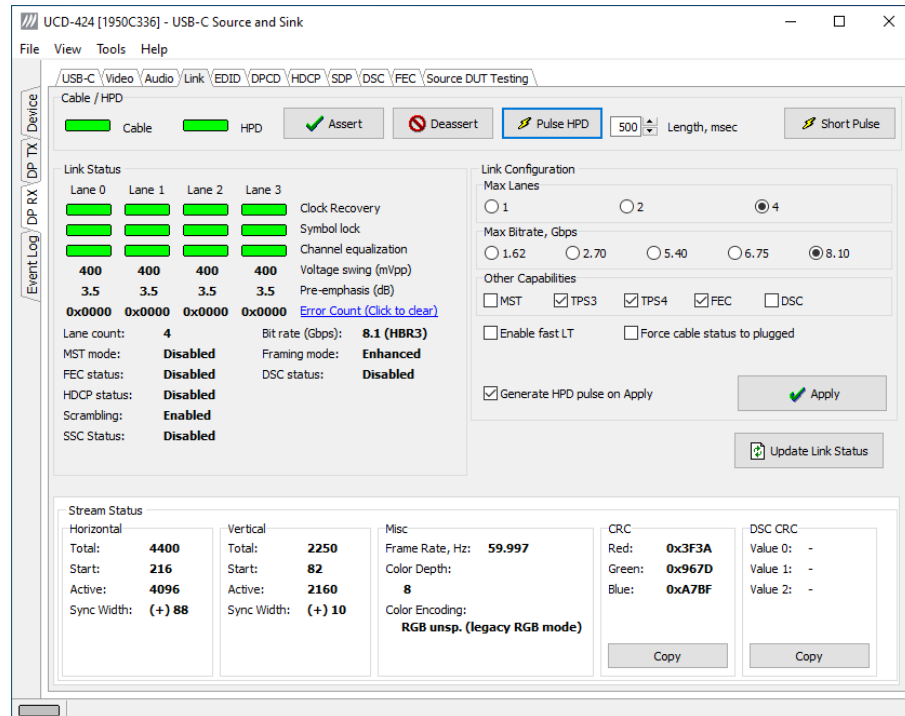 UCD-424 [1950C336] - USB-C Source and Sink
File View Tools Help
USB-C Video Audio Link EDID DPCD HDCP SDP DSC FEC Source DUT Testing
Device
DP TX
DP RX
Event Log
Cable / HPD
Cable HPD Assert Deassert Pulse HPD 500 Length, msec Short Pulse
Link Status
Lane 0 Lane 1 Lane 2 Lane 3
Clock Recovery
Symbol lock
Channel equalization
400 400 400 400 Voltage swing (mVpp)
3.5 3.5 3.5 3.5 Pre-emphasis (dB)
0x0000 0x0000 0x0000 0x0000 Error Count (Click to clear)
Lane count: 4 Bit rate (Gbps): 8.1 (HBR3)
MST mode: Disabled Framing mode: Enhanced
FEC status: Disabled DSC status: Disabled
HDCP status: Disabled
Scrambling: Enabled
SSC Status: Disabled
Link Configuration
Max Lanes
1 2 4
Max Bitrate, Gbps
1.62 2.70 5.40 6.75 8.10
Other Capabilities
MST TPS3 TPS4 FEC DSC
Enable fast LT Force cable status to plugged
Generate HPD pulse on Apply Apply
Update Link Status
Stream Status
Horizontal
Total: 4400
Start: 216
Active: 4096
Sync Width: (+) 88
Vertical
Total: 2250
Start: 82
Active: 2160
Sync Width: (+) 10
Misc
Frame Rate, Hz: 59.997
Color Depth:
8
Color Encoding:
RGB unsp. (legacy RGB mode)
CRC
Red: 0x3F3A
Green: 0x967D
Blue: 0xA7BF
Copy
DSC CRC
Value 0: -
Value 1: -
Value 2: -
Copy